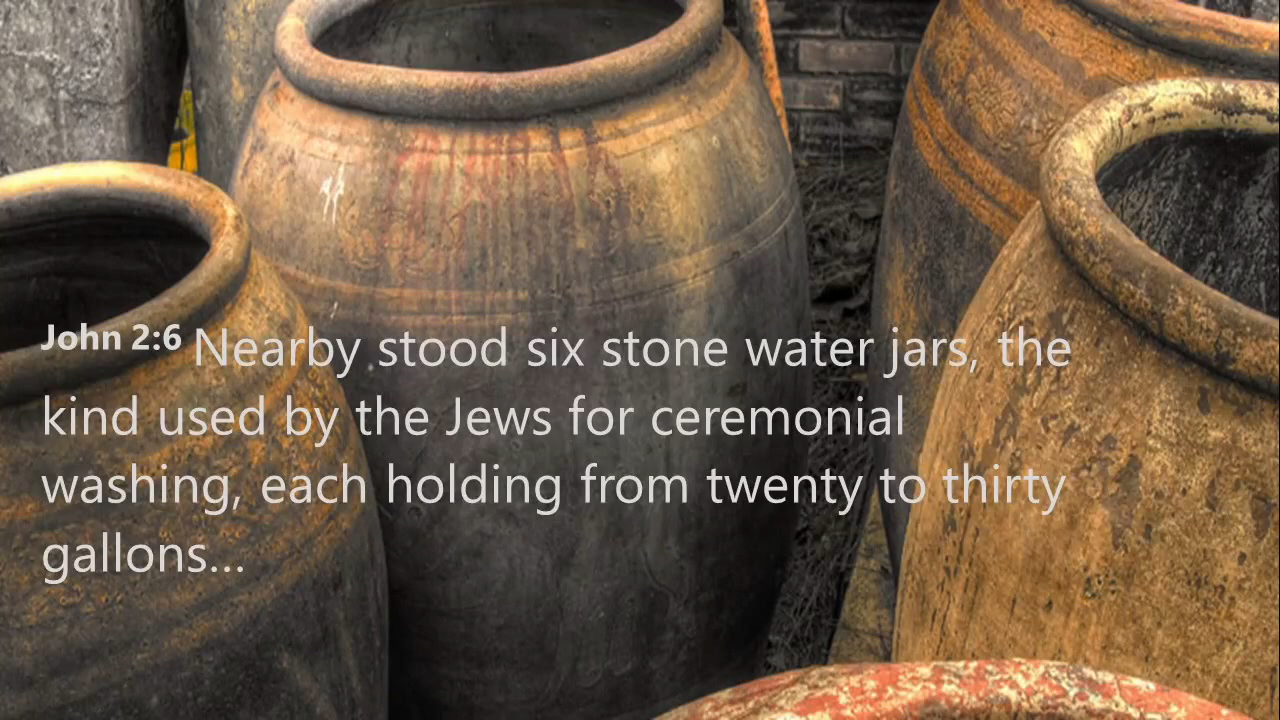 John 2:6 Nearby stood six stone water jars, the
kind used by the Jews for ceremonial
washing, each holding from twenty to thirty
gallons...